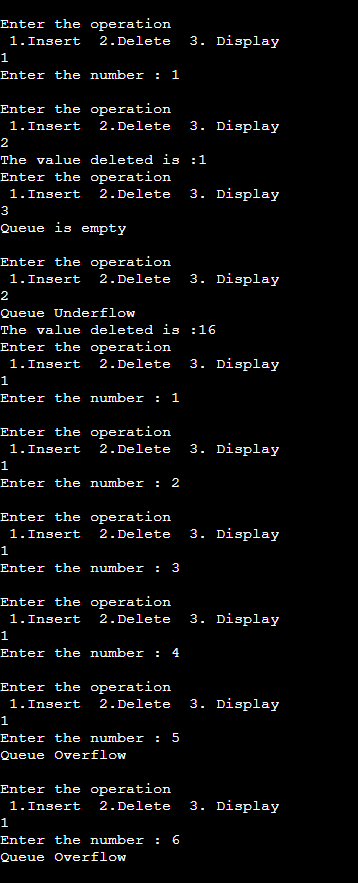 Enter the operation
1.Insert  2.Delete  3. Display
1
Enter the number : 1
Enter the operation
1.Insert  2.Delete  3. Display
2
The value deleted is :1
Enter the operation
1.Insert  2.Delete  3. Display
3
Queue is empty
Enter the operation
1.Insert  2.Delete  3. Display
2
Queue Underflow
The value deleted is :16
Enter the operation
1.Insert  2.Delete  3. Display
1
Enter the number : 1
Enter the operation
1.Insert  2.Delete  3. Display
1
Enter the number : 2
Enter the operation
1.Insert  2.Delete  3. Display
1
Enter the number : 3
Enter the operation
1.Insert  2.Delete  3. Display
1
Enter the number : 4
Enter the operation
1.Insert  2.Delete  3. Display
1
Enter the number : 5
Queue Overflow
Enter the operation
1.Insert  2.Delete  3. Display
1
Enter the number : 6
Queue Overflow